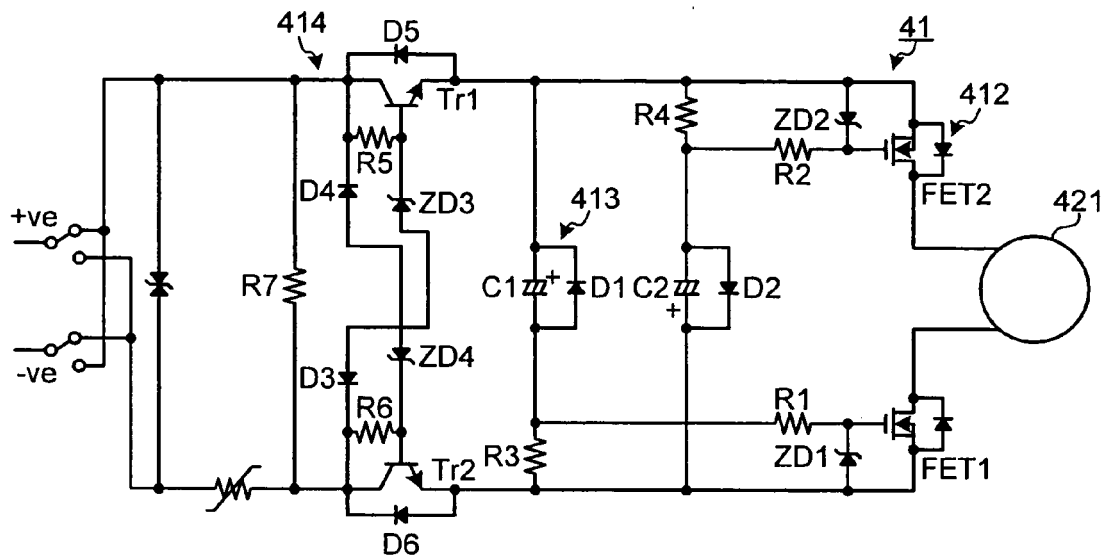 414
D5
41
Tr1
R4
ZD2
412
R5
R2
D4
ZD3
413
FET2
421
+ve
R7
C1
+
D1
C2
+
D2
-ve
ZD4
D3
R6
R1
R3
ZD1
Tr2
FET1
D6